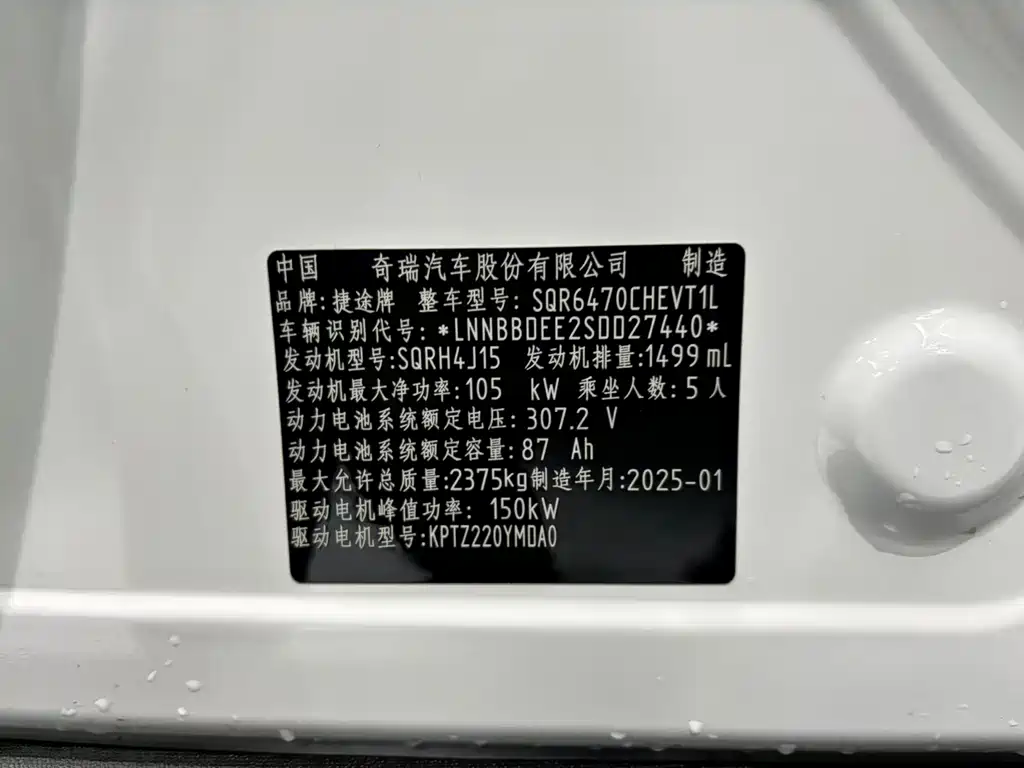 中国 奇瑞汽车股份有限公司 制造
品牌:捷途牌 整车型号: SQR6470CHEVT1L
车辆识别代号: *LNNBBDEE2SDD27440*
发动机型号:SQRH4J15 发动机排量:1499mL
发动机最大净功率:105 kW 乘坐人数:5人
动力电池系统额定电压: 307.2 V
动力电池系统额定容量:87 Ah
最大允许总质量:2375kg制造年月:2025-01
驱动电机峰值功率: 150kW
驱动电机型号:KPTZ220YMDA0